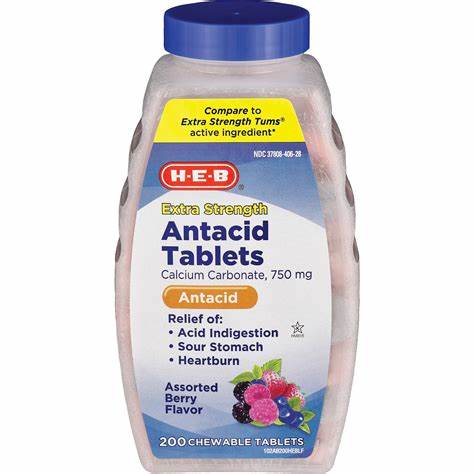 Compare to
Extra Strength Tums®
active ingredient*
NDC 37808-406-28
H-E-B®
Extra Strength
Antacid
Tablets
Calcium Carbonate, 750 mg
Antacid
Relief of:
• Acid Indigestion
• Sour Stomach
• Heartburn
Assorted
Berry
Flavor
200 CHEWABLE TABLETS